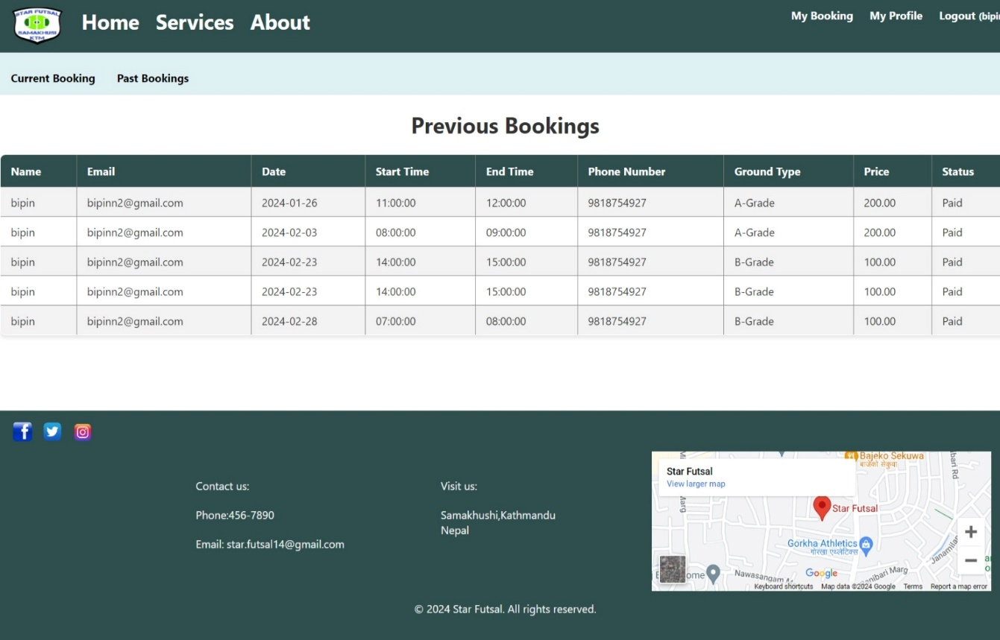 STAR FUTSAL
SAMAKHUSI
KTM
Home Services About
My Booking My Profile Logout (bipin
Current Booking Past Bookings
Previous Bookings
Name Email Date Start Time End Time Phone Number Ground Type Price Status
bipin bipinn2@gmail.com 2024-01-26 11:00:00 12:00:00 9818754927 A-Grade 200.00 Paid
bipin bipinn2@gmail.com 2024-02-03 08:00:00 09:00:00 9818754927 A-Grade 200.00 Paid
bipin bipinn2@gmail.com 2024-02-23 14:00:00 15:00:00 9818754927 B-Grade 100.00 Paid
bipin bipinn2@gmail.com 2024-02-23 14:00:00 15:00:00 9818754927 B-Grade 100.00 Paid
bipin bipinn2@gmail.com 2024-02-28 07:00:00 08:00:00 9818754927 B-Grade 100.00 Paid
Contact us:
Phone:456-7890
Email: star.futsal14@gmail.com
Visit us:
Samakhushi,Kathmandu
Nepal
Star Futsal
View larger map
Bajeko Sekuwa
बाजेको सेकुवा
bari Rd
Marg
Star Futsal
Gorkha Athletics
गोरखा एथ्लेटिक्स
ome
Nawasangam
nibari Marg
Google
Keyboard shortcuts Map data ©2024 Google Terms Report a map error
© 2024 Star Futsal. All rights reserved.